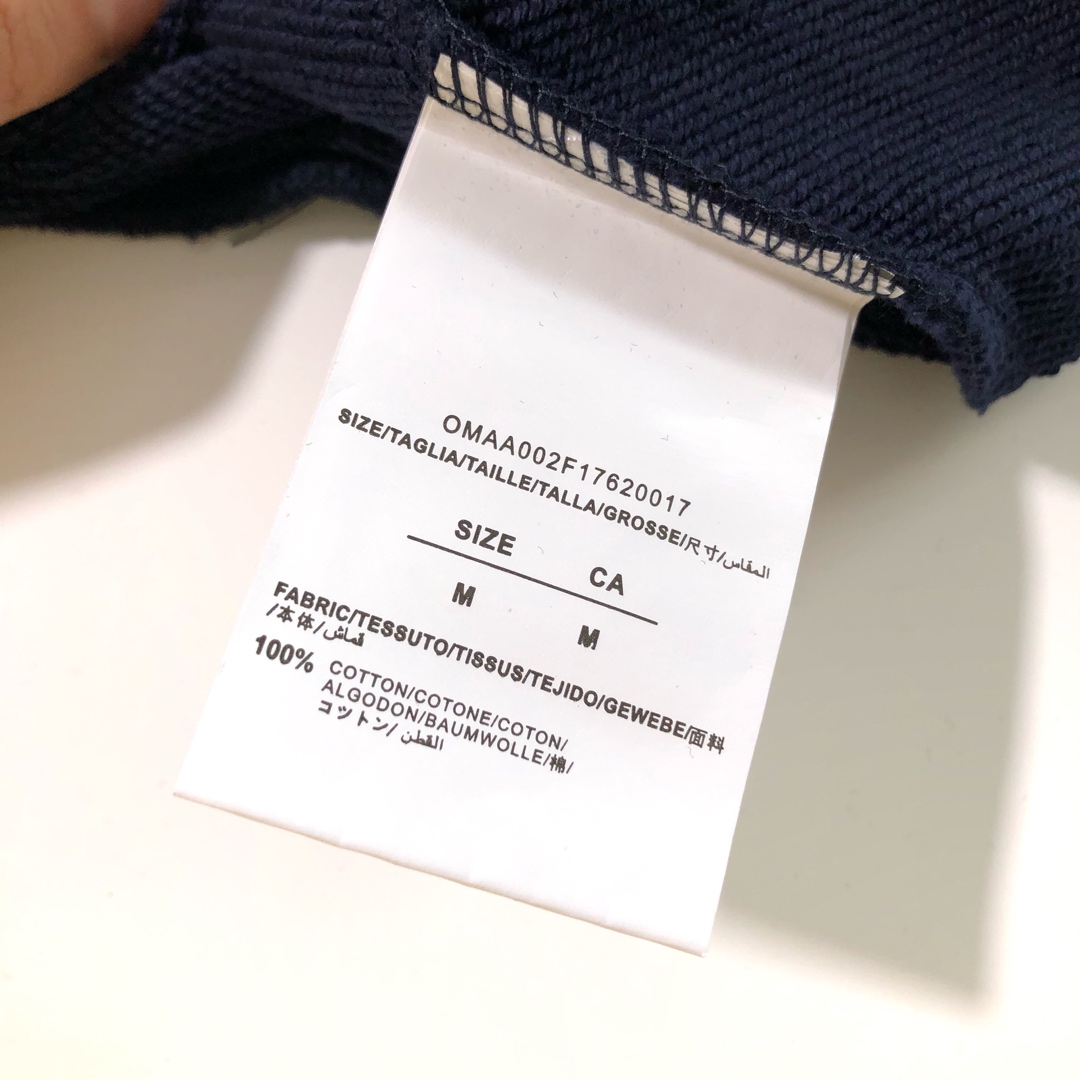 OMAA002F17620017
SIZE/TAGLIA/TAILLE/TALLA/GROSSE/尺寸/المقاس
SIZE CA
M M
FABRIC/TESSUTO/TISSUS/TEJIDO/GEWEBE/面料
/本体/قماش
100% COTTON/COTONE/COTON/
ALGODON/BAUMWOLLE/棉/
コットン/القطن